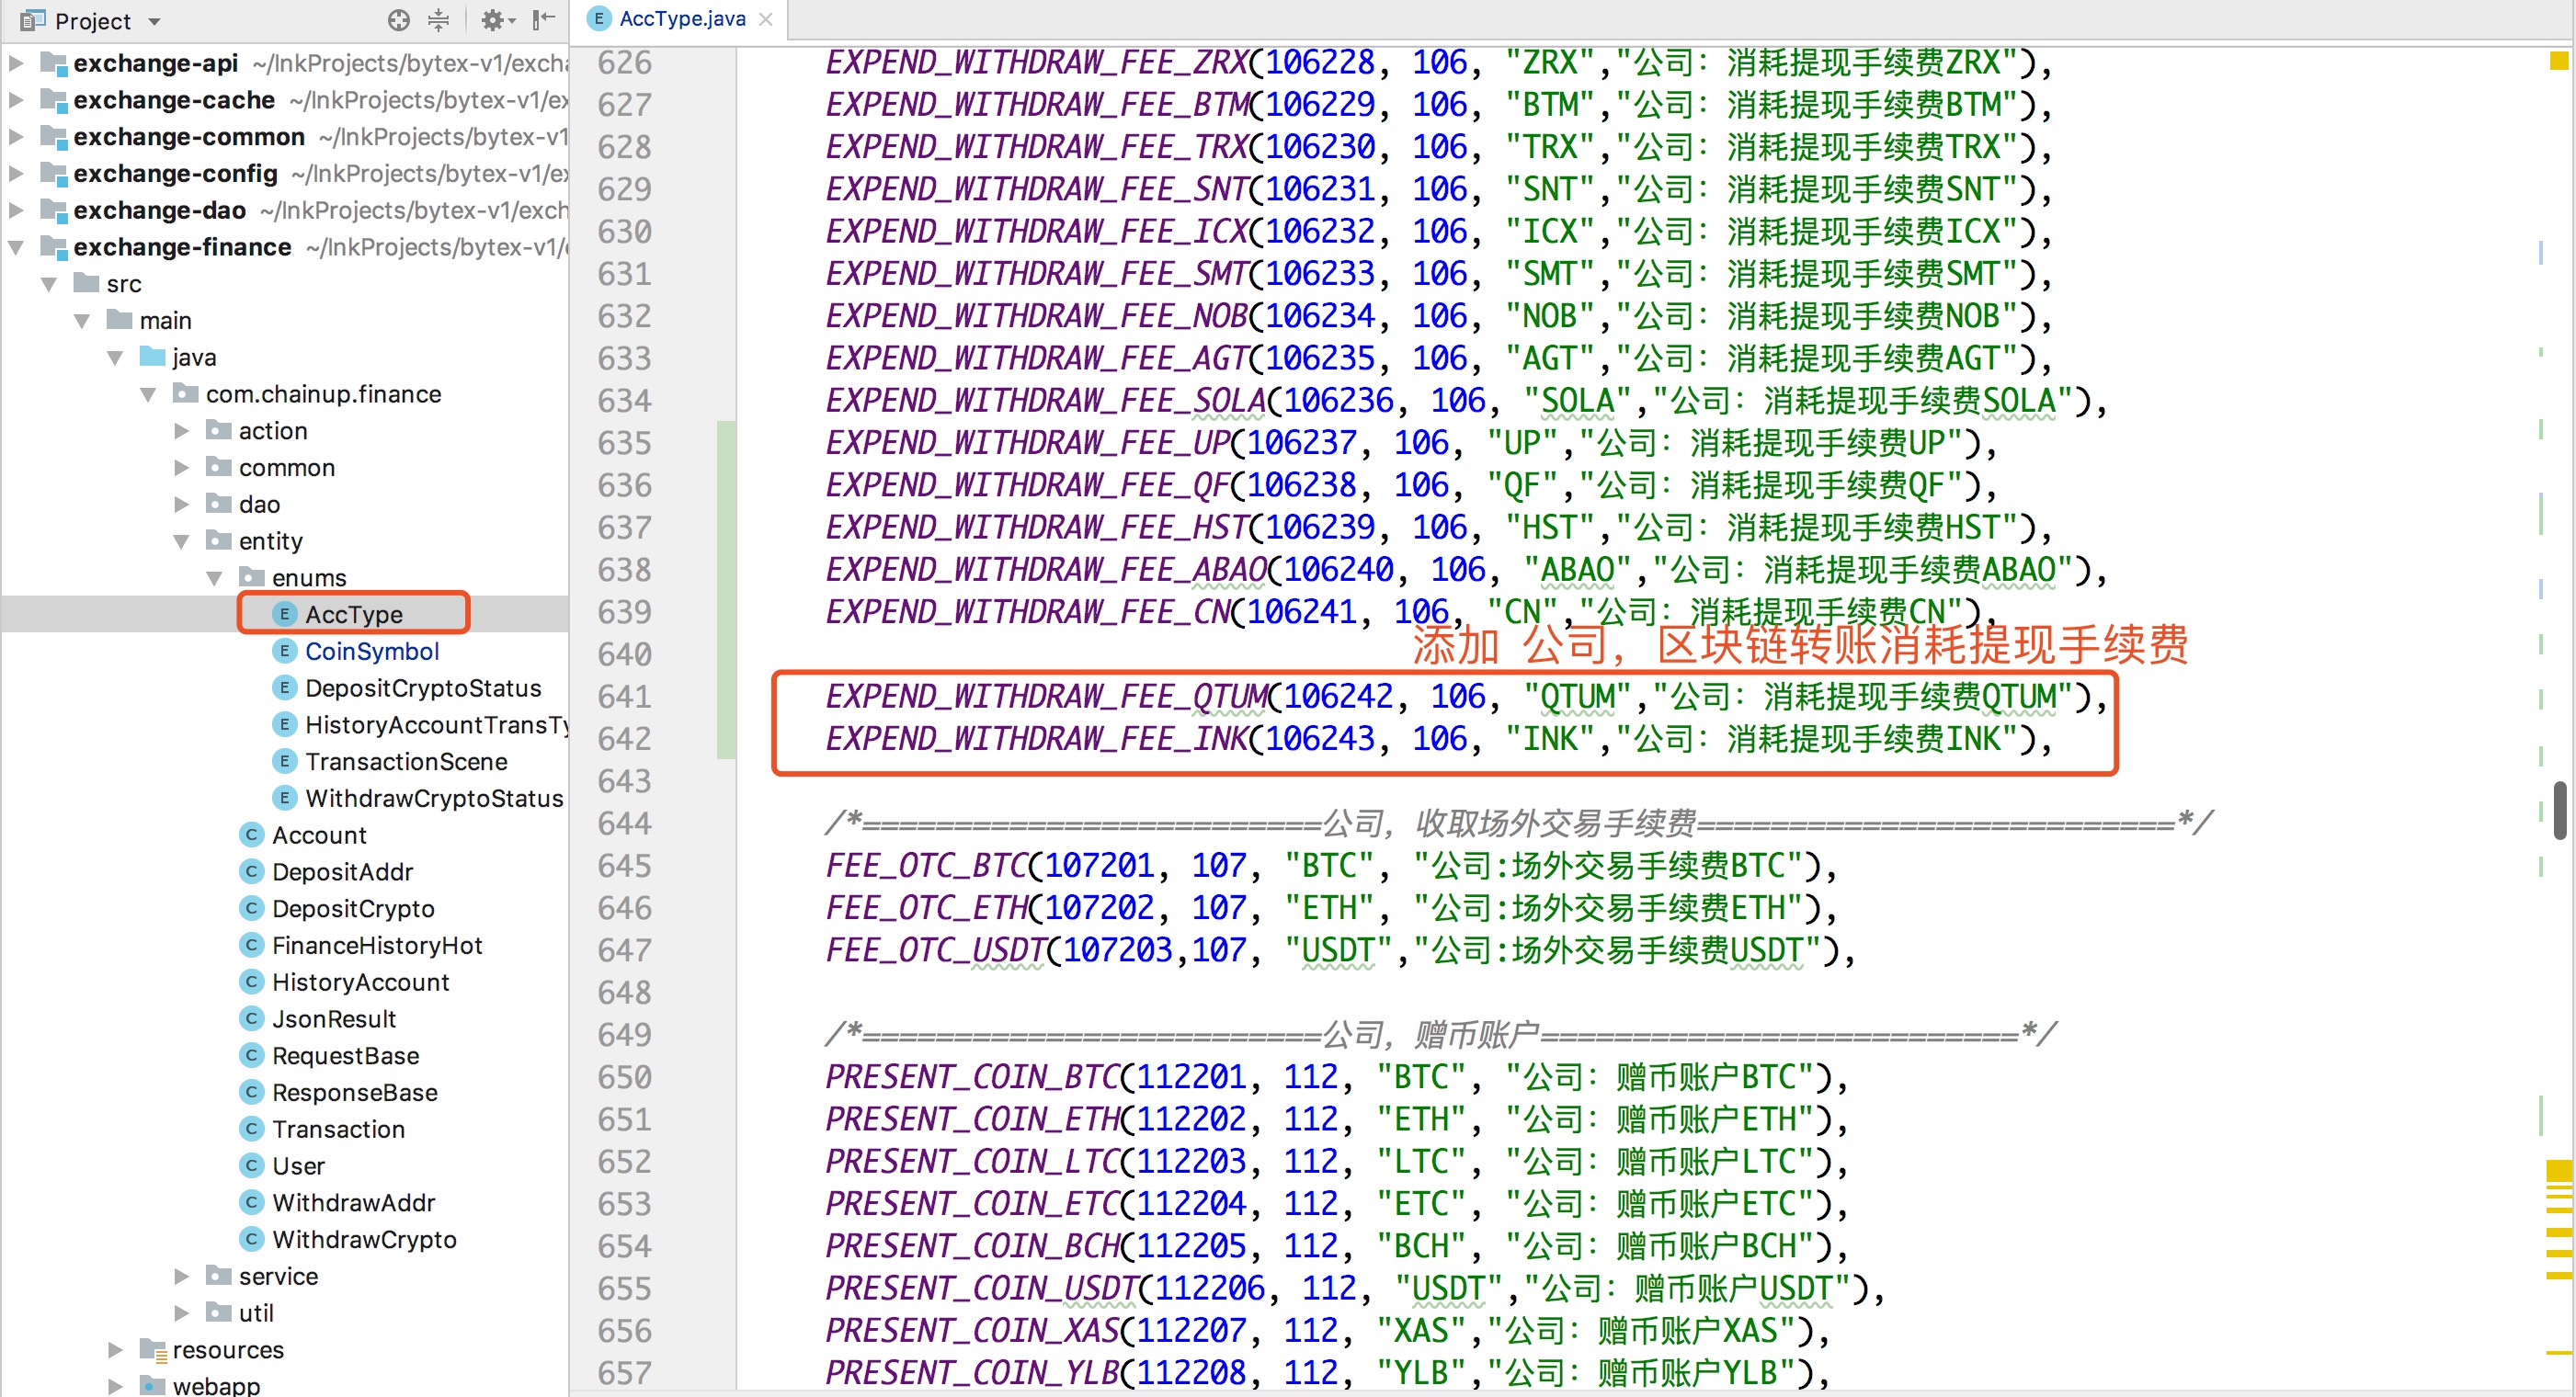 Project
exchange-api ~/InkProjects/bytex-v1/excha
exchange-cache ~/InkProjects/bytex-v1/ex
exchange-common ~/InkProjects/bytex-v1
exchange-config ~/InkProjects/bytex-v1/ex
exchange-dao ~/InkProjects/bytex-v1/exch
exchange-finance ~/InkProjects/bytex-v1/
src
main
java
com.chainup.finance
action
common
dao
entity
enums
E AccType
E CoinSymbol
E DepositCryptoStatus
E HistoryAccountTransTy
E TransactionScene
E WithdrawCryptoStatus
C Account
C DepositAddr
C DepositCrypto
C FinanceHistoryHot
C HistoryAccount
C JsonResult
C RequestBase
C ResponseBase
C Transaction
C User
C WithdrawAddr
C WithdrawCrypto
service
util
resources
webapp
E AccType.java
626 EXPEND_WITHDRAW_FEE_ZRX(106228, 106, "ZRX","公司：消耗提现手续费ZRX"),
627 EXPEND_WITHDRAW_FEE_BTM(106229, 106, "BTM","公司：消耗提现手续费BTM"),
628 EXPEND_WITHDRAW_FEE_TRX(106230, 106, "TRX","公司：消耗提现手续费TRX"),
629 EXPEND_WITHDRAW_FEE_SNT(106231, 106, "SNT","公司：消耗提现手续费SNT"),
630 EXPEND_WITHDRAW_FEE_ICX(106232, 106, "ICX","公司：消耗提现手续费ICX"),
631 EXPEND_WITHDRAW_FEE_SMT(106233, 106, "SMT","公司：消耗提现手续费SMT"),
632 EXPEND_WITHDRAW_FEE_NOB(106234, 106, "NOB","公司：消耗提现手续费NOB"),
633 EXPEND_WITHDRAW_FEE_AGT(106235, 106, "AGT","公司：消耗提现手续费AGT"),
634 EXPEND_WITHDRAW_FEE_SOLA(106236, 106, "SOLA","公司：消耗提现手续费SOLA"),
635 EXPEND_WITHDRAW_FEE_UP(106237, 106, "UP","公司：消耗提现手续费UP"),
636 EXPEND_WITHDRAW_FEE_QF(106238, 106, "QF","公司：消耗提现手续费QF"),
637 EXPEND_WITHDRAW_FEE_HST(106239, 106, "HST","公司：消耗提现手续费HST"),
638 EXPEND_WITHDRAW_FEE_ABAO(106240, 106, "ABAO","公司：消耗提现手续费ABAO"),
639 EXPEND_WITHDRAW_FEE_CN(106241, 106, "CN","公司：消耗提现手续费CN"),
添加 公司，区块链转账消耗提现手续费
640
641 EXPEND_WITHDRAW_FEE_QTUM(106242, 106, "QTUM","公司：消耗提现手续费QTUM"),
642 EXPEND_WITHDRAW_FEE_INK(106243, 106, "INK","公司：消耗提现手续费INK"),
643
644 /*=========================公司，收取场外交易手续费==========================*/
645 FEE_OTC_BTC(107201, 107, "BTC", "公司:场外交易手续费BTC"),
646 FEE_OTC_ETH(107202, 107, "ETH", "公司:场外交易手续费ETH"),
647 FEE_OTC_USDT(107203,107, "USDT","公司:场外交易手续费USDT"),
648
649 /*=========================公司，赠币账户==========================*/
650 PRESENT_COIN_BTC(112201, 112, "BTC", "公司：赠币账户BTC"),
651 PRESENT_COIN_ETH(112202, 112, "ETH", "公司：赠币账户ETH"),
652 PRESENT_COIN_LTC(112203, 112, "LTC", "公司：赠币账户LTC"),
653 PRESENT_COIN_ETC(112204, 112, "ETC", "公司：赠币账户ETC"),
654 PRESENT_COIN_BCH(112205, 112, "BCH", "公司：赠币账户BCH"),
655 PRESENT_COIN_USDT(112206, 112, "USDT","公司：赠币账户USDT"),
656 PRESENT_COIN_XAS(112207, 112, "XAS","公司：赠币账户XAS"),
657 PRESENT_COIN_YLB(112208, 112, "YLB","公司：赠币账户YLB"),